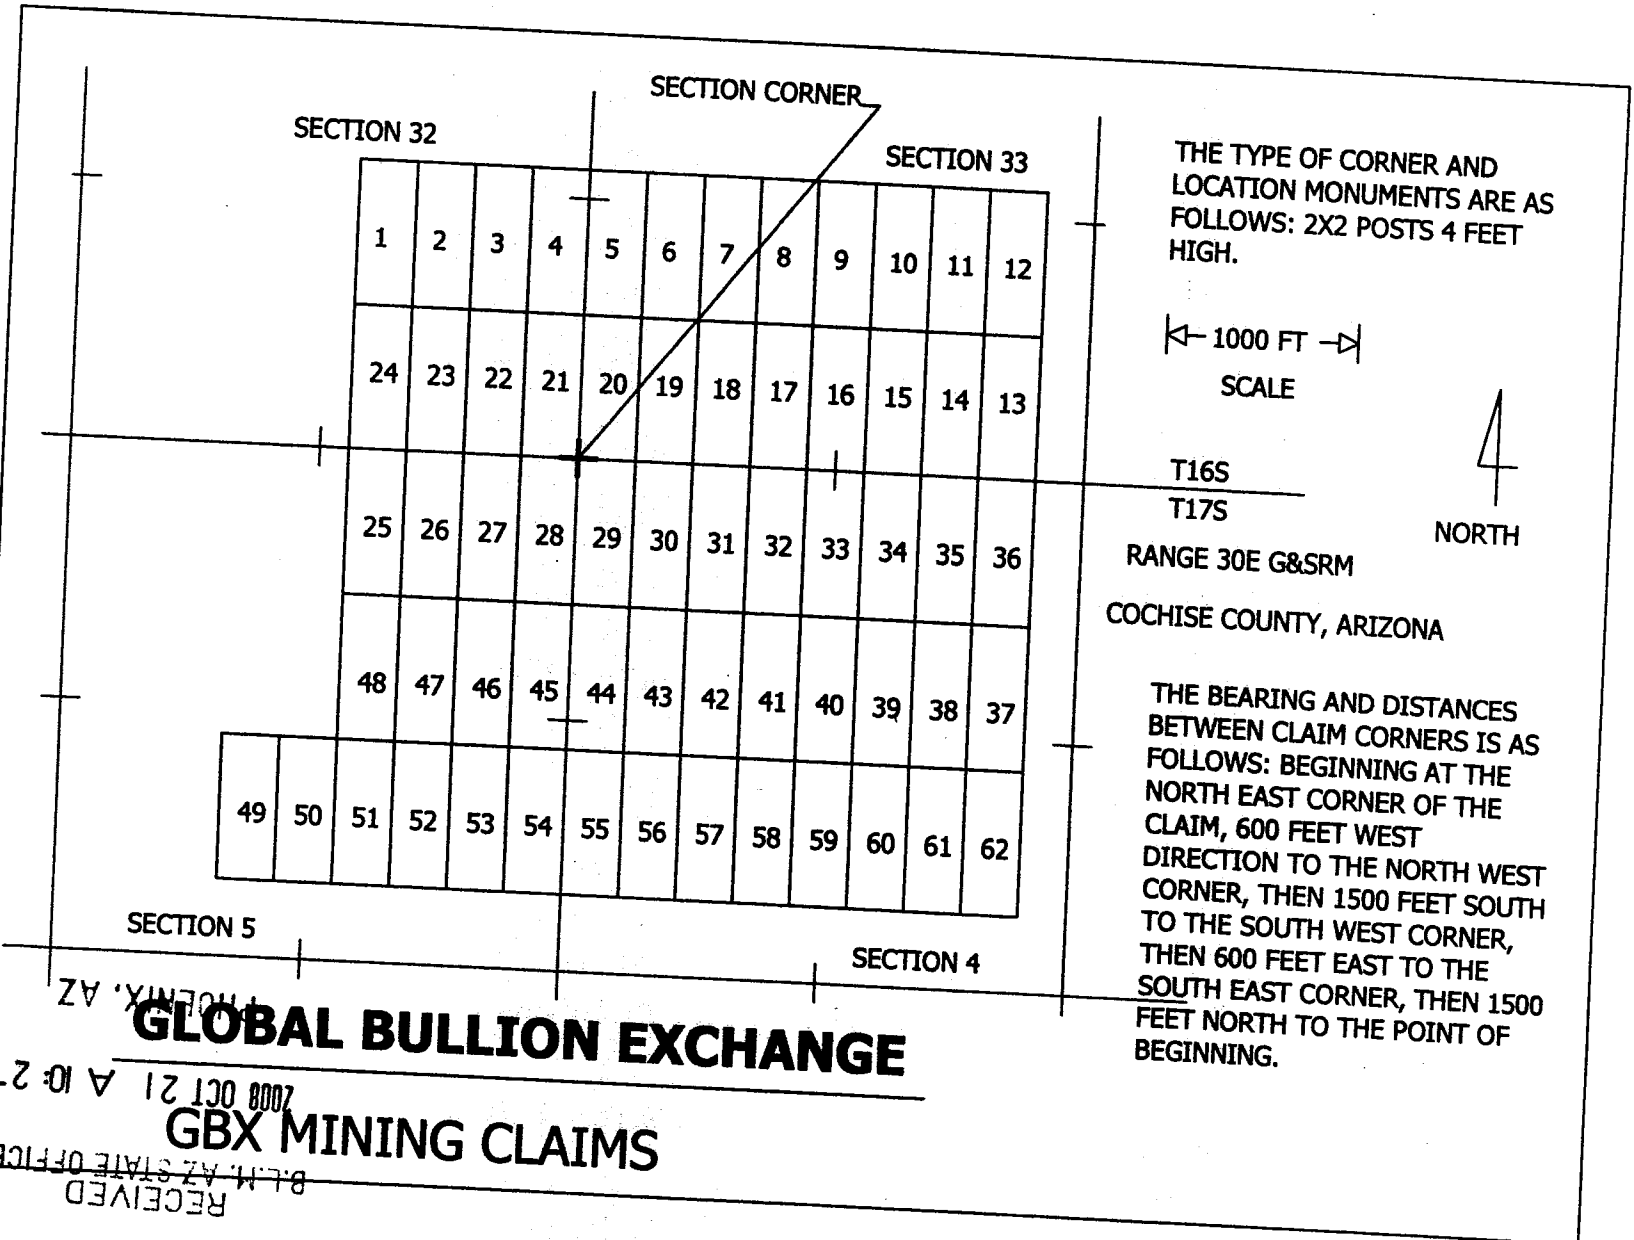 SECTION CORNER
SECTION 32
SECTION 33
1 2 3 4 5 6 7 8 9 10 11 12
24 23 22 21 20 19 18 17 16 15 14 13
25 26 27 28 29 30 31 32 33 34 35 36
48 47 46 45 44 43 42 41 40 39 38 37
49 50 51 52 53 54 55 56 57 58 59 60 61 62
SECTION 5
SECTION 4
THE TYPE OF CORNER AND
LOCATION MONUMENTS ARE AS
FOLLOWS: 2X2 POSTS 4 FEET
HIGH.
1000 FT
SCALE
T16S
T17S
NORTH
RANGE 30E G&SRM
COCHISE COUNTY, ARIZONA
THE BEARING AND DISTANCES
BETWEEN CLAIM CORNERS IS AS
FOLLOWS: BEGINNING AT THE
NORTH EAST CORNER OF THE
CLAIM, 600 FEET WEST
DIRECTION TO THE NORTH WEST
CORNER, THEN 1500 FEET SOUTH
TO THE SOUTH WEST CORNER,
THEN 600 FEET EAST TO THE
SOUTH EAST CORNER, THEN 1500
FEET NORTH TO THE POINT OF
BEGINNING.
GLOBAL BULLION EXCHANGE
GBX MINING CLAIMS
RECEIVED
B.L.M. AZ STATE OFFICE
2008 OCT 21 A 10: 2
PHOENIX, AZ